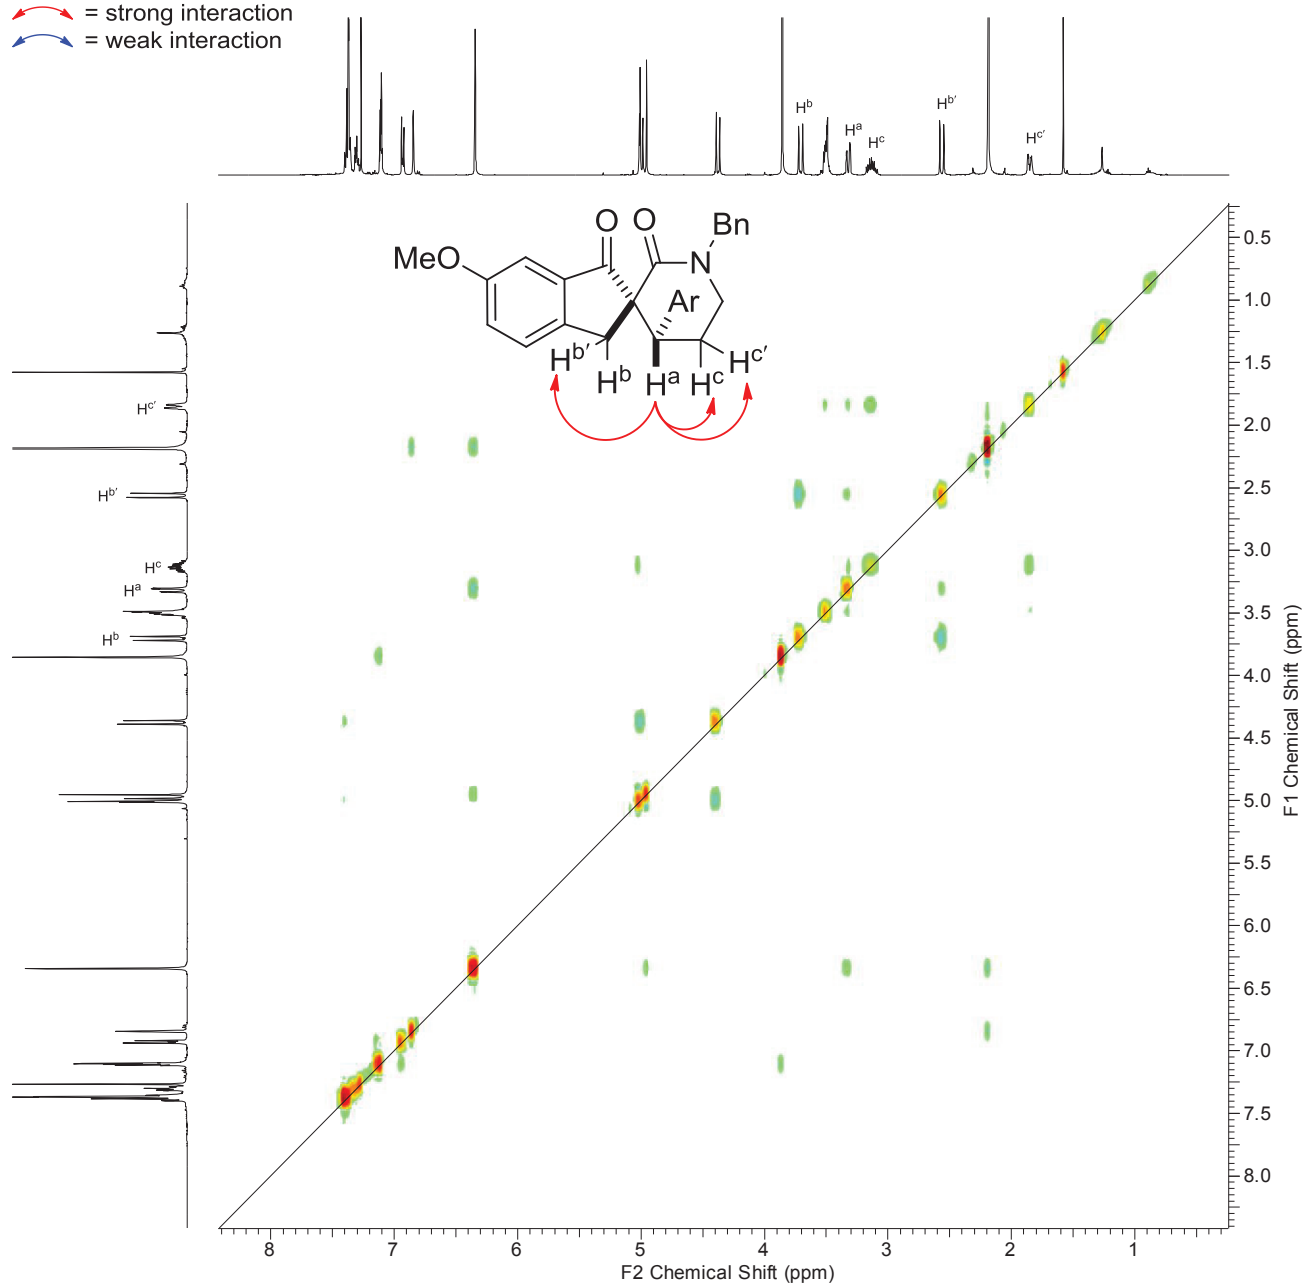 = strong interaction
= weak interaction
Hb
Ha
Hc
Hb′
Hc′
O O Bn
MeO
N
Ar
Hb′ Hb Ha Hc Hc′
Hc′
Hb′
Hc
Ha
Hb
0.5
1.0
1.5
2.0
2.5
3.0
3.5
4.0
4.5
5.0
5.5
6.0
6.5
7.0
7.5
8.0
F1 Chemical Shift (ppm)
8 7 6 5 4 3 2 1
F2 Chemical Shift (ppm)